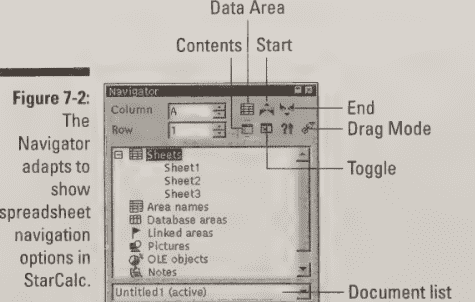 Data Area
Contents Start
Navigator
Column A
End
Row 1
Drag Mode
Toggle
Sheets
Sheet1
Sheet2
Sheet3
Area names
Database areas
Linked areas
Pictures
OLE objects
Notes
Untitled1 (active)
Document list
Figure 7-2:
The
Navigator
adapts to
show
spreadsheet
navigation
options in
StarCalc.